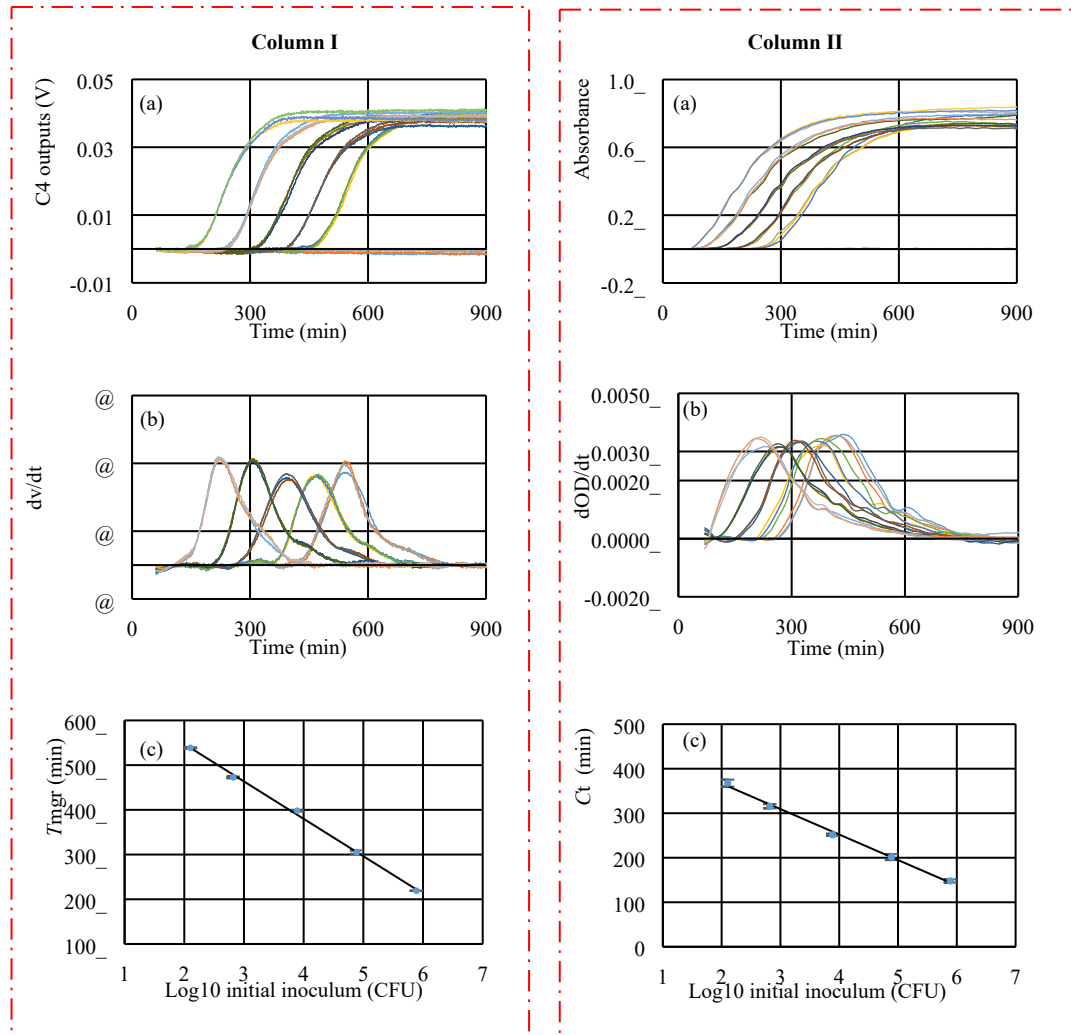 Column I
C4 outputs (V)
(a)
0.05
0.03
0.01
-0.01
0 300 600 900
Time (min)
dv/dt
(b)
@
@
@
@
0 300 600 900
Time (min)
Tmgr (min)
(c)
600_
500_
400_
300_
200_
100_
1 2 3 4 5 6 7
Log10 initial inoculum (CFU)
Column II
Absorbance
(a)
1.0_
0.6_
0.2_
-0.2_
0 300 600 900
Time (min)
dOD/dt
(b)
0.0050_
0.0030_
0.0020_
0.0000_
-0.0020_
0 300 600 900
Time (min)
Ct (min)
(c)
500
400
300
200
100
0
1 2 3 4 5 6 7
Log10 initial inoculum (CFU)